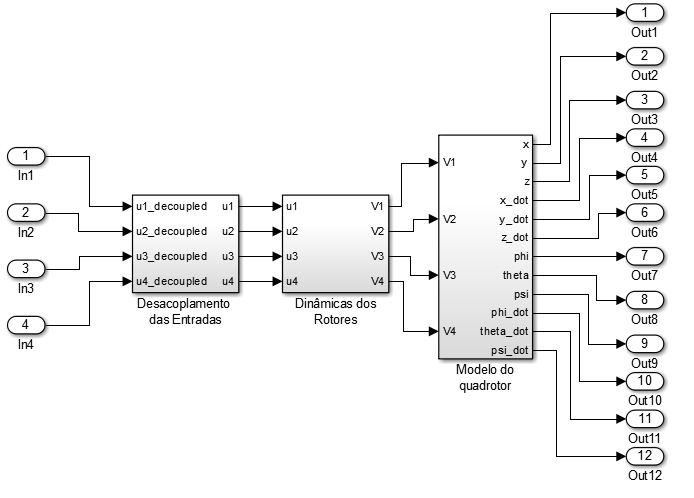 1
In1
2
In2
3
In3
4
In4
u1_decoupled u1
u2_decoupled u2
u3_decoupled u3
u4_decoupled u4
Desacoplamento
das Entradas
u1 V1
u2 V2
u3 V3
u4 V4
Dinâmicas dos
Rotores
V1
V2
V3
V4
x
y
z
x_dot
y_dot
z_dot
phi
theta
psi
phi_dot
theta_dot
psi_dot
Modelo do
quadrotor
1
Out1
2
Out2
3
Out3
4
Out4
5
Out5
6
Out6
7
Out7
8
Out8
9
Out9
10
Out10
11
Out11
12
Out12